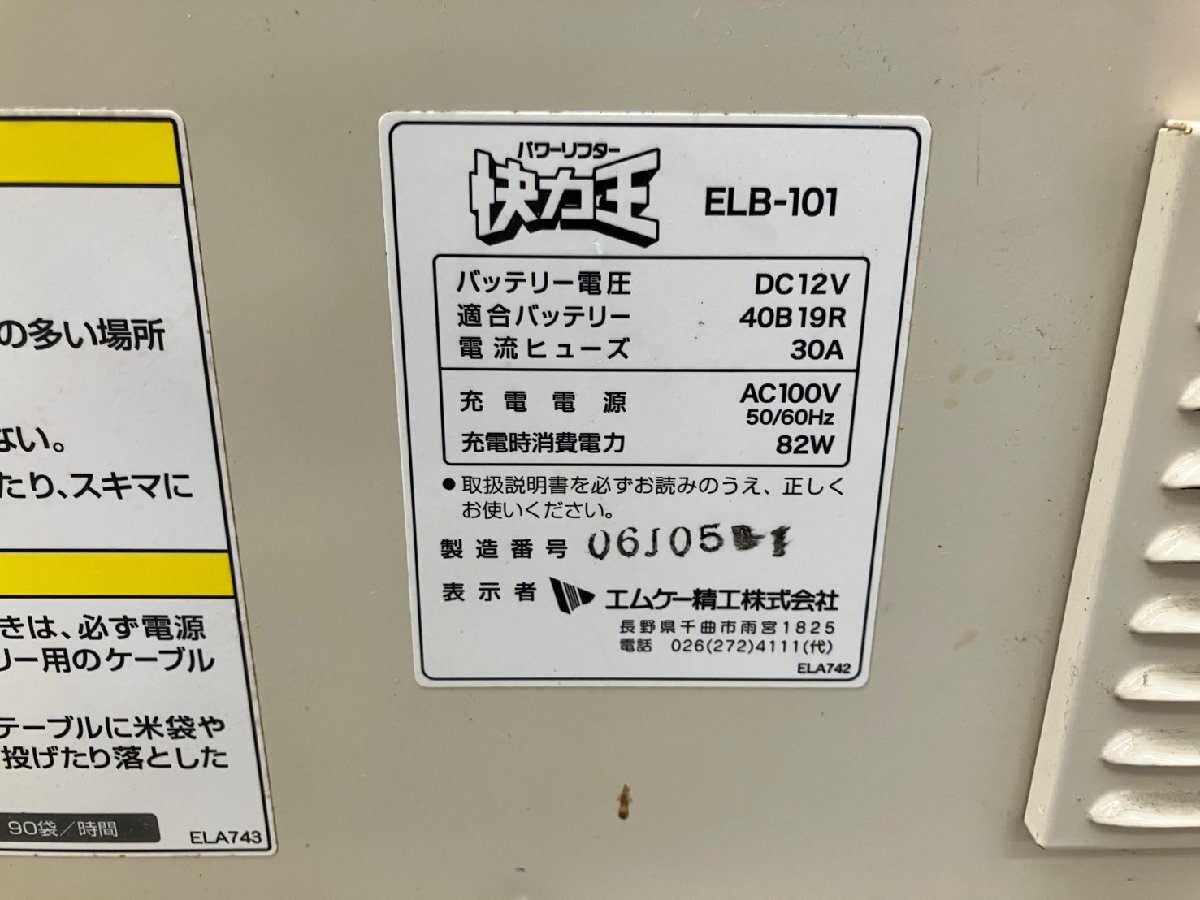 の多い場所
ない。
たり、スキマに
きは、必ず電源
リー用のケーブル
テーブルに米袋や
投げたり落とした
90袋／時間
ELA743
パワーリフター
快力王 ELB-101
バッテリー電圧 DC12V
適合バッテリー 40B19R
電流ヒューズ 30A
充電電源 AC100V
50/60Hz
充電時消費電力 82W
●取扱説明書を必ずお読みのうえ、正しく
お使いください。
製造番号 06J05
表示者 エムケー精工株式会社
長野県千曲市雨宮1825
電話 026(272)4111(代)
ELA742